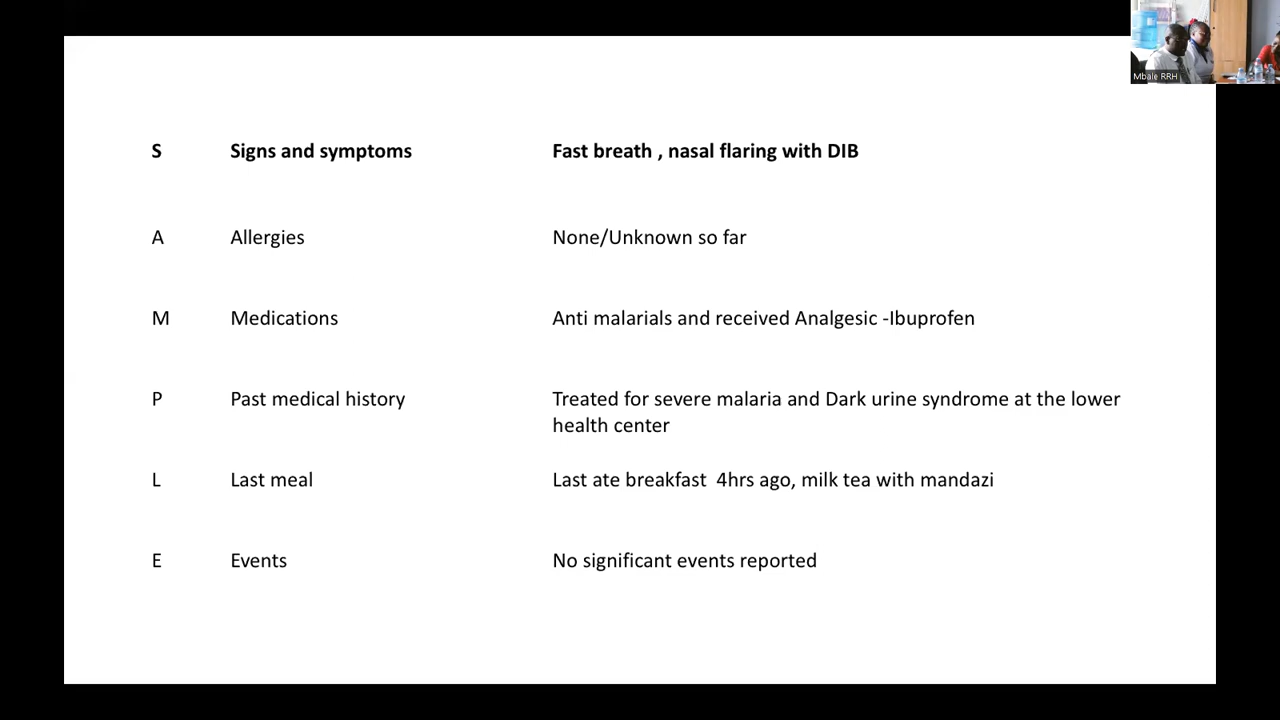 Mbale RRH
S Signs and symptoms Fast breath , nasal flaring with DIB
A Allergies None/Unknown so far
M Medications Anti malarials and received Analgesic -Ibuprofen
P Past medical history Treated for severe malaria and Dark urine syndrome at the lower
health center
L Last meal Last ate breakfast 4hrs ago, milk tea with mandazi
E Events No significant events reported